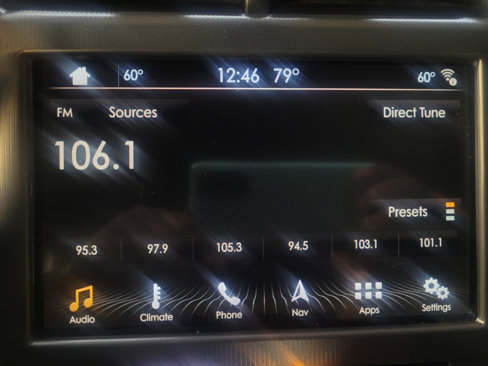 60° 12:46 79° 60°
FM Sources Direct Tune
106.1
Presets
95.3 97.9 105.3 94.5 103.1 101.1
Audio Climate Phone Nav Apps Settings